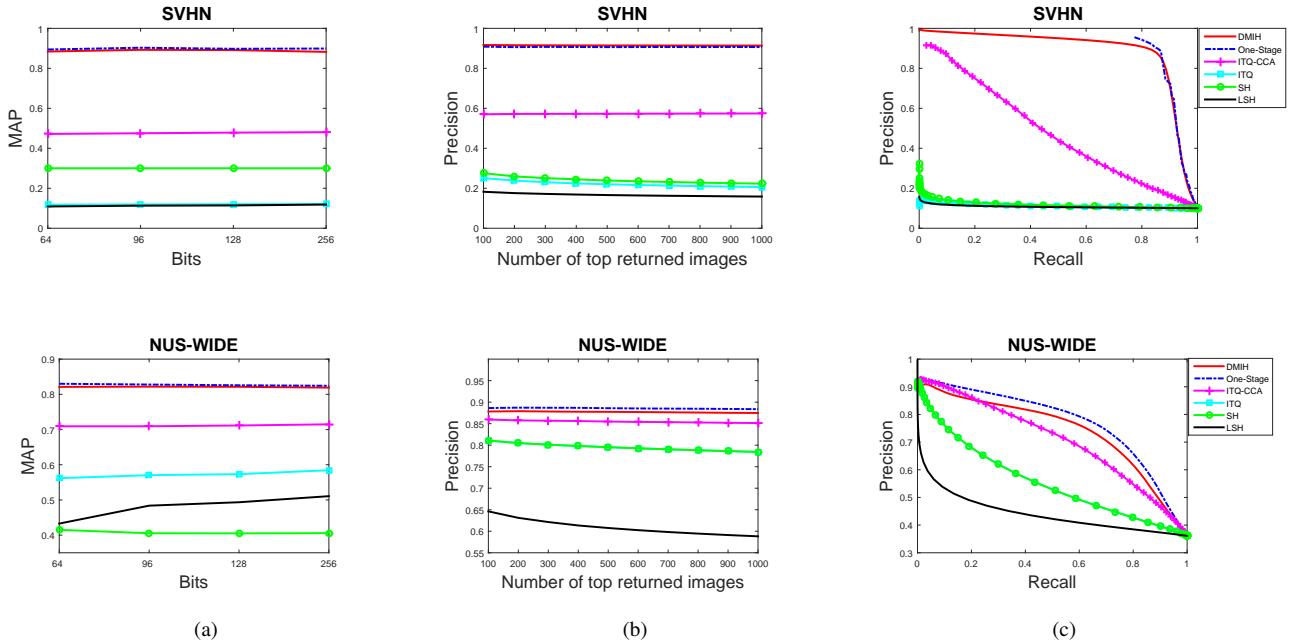 SVHN
MAP
1
0.8
0.6
0.4
0.2
0
64 96 128 256
Bits
SVHN
Precision
1
0.8
0.6
0.4
0.2
0
100 200 300 400 500 600 700 800 900 1000
Number of top returned images
SVHN
Precision
1
0.8
0.6
0.4
0.2
0
0 0.2 0.4 0.6 0.8 1
Recall
DMIH
One-Stage
ITQ-CCA
ITQ
SH
LSH
NUS-WIDE
MAP
0.9
0.8
0.7
0.6
0.5
0.4
64 96 128 256
Bits
(a)
NUS-WIDE
Precision
0.95
0.9
0.85
0.8
0.75
0.7
0.65
0.6
0.55
100 200 300 400 500 600 700 800 900 1000
Number of top returned images
(b)
NUS-WIDE
Precision
1
0.9
0.8
0.7
0.6
0.5
0.4
0.3
0 0.2 0.4 0.6 0.8 1
Recall
DMIH
One-Stage
ITQ-CCA
ITQ
SH
LSH
(c)